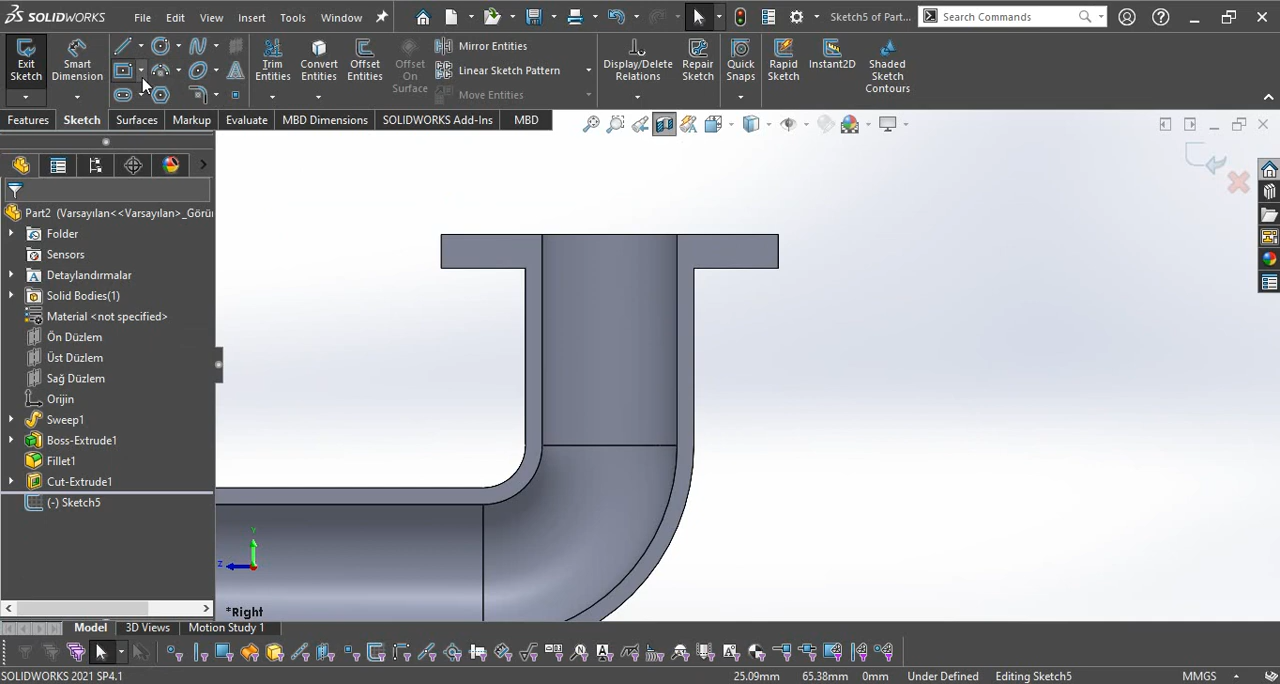 SOLIDWORKS File Edit View Insert Tools Window Sketch5 of Part... Search Commands
Exit Sketch Smart Dimension Trim Entities Convert Entities Offset Entities Offset On Surface Mirror Entities Linear Sketch Pattern Move Entities Display/Delete Relations Repair Sketch Quick Snaps Rapid Sketch Instant2D Shaded Sketch Contours
Features Sketch Surfaces Markup Evaluate MBD Dimensions SOLIDWORKS Add-Ins MBD
Part2 (Varsayılan<<Varsayılan>_Görü
Folder
Sensors
Detaylandırmalar
Solid Bodies(1)
Material <not specified>
Ön Düzlem
Üst Düzlem
Sağ Düzlem
Orijin
Sweep1
Boss-Extrude1
Fillet1
Cut-Extrude1
(-) Sketch5
Y
Z
*Right
Model 3D Views Motion Study 1
SOLIDWORKS 2021 SP4.1 25.09mm 65.38mm 0mm Under Defined Editing Sketch5 MMGS